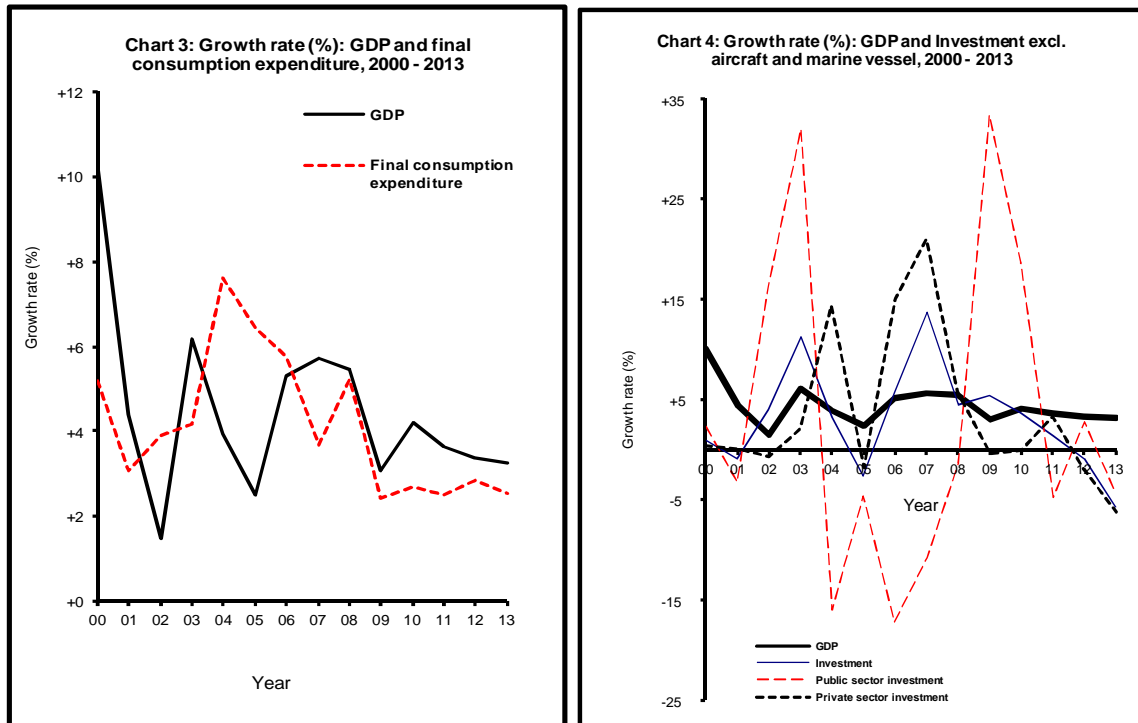 Chart 3: Growth rate (%): GDP and final
consumption expenditure, 2000 - 2013
+12
+10
+8
+6
+4
+2
+0
Growth rate (%)
GDP
Final consumption
expenditure
00 01 02 03 04 05 06 07 08 09 10 11 12 13
Year
Chart 4: Growth rate (%): GDP and Investment excl.
aircraft and marine vessel, 2000 - 2013
+35
+25
+15
+5
-5
-15
-25
Growth rate (%)
00 01 02 03 04 05 06 07 08 09 10 11 12 13
Year
GDP
Investment
Public sector investment
Private sector investment